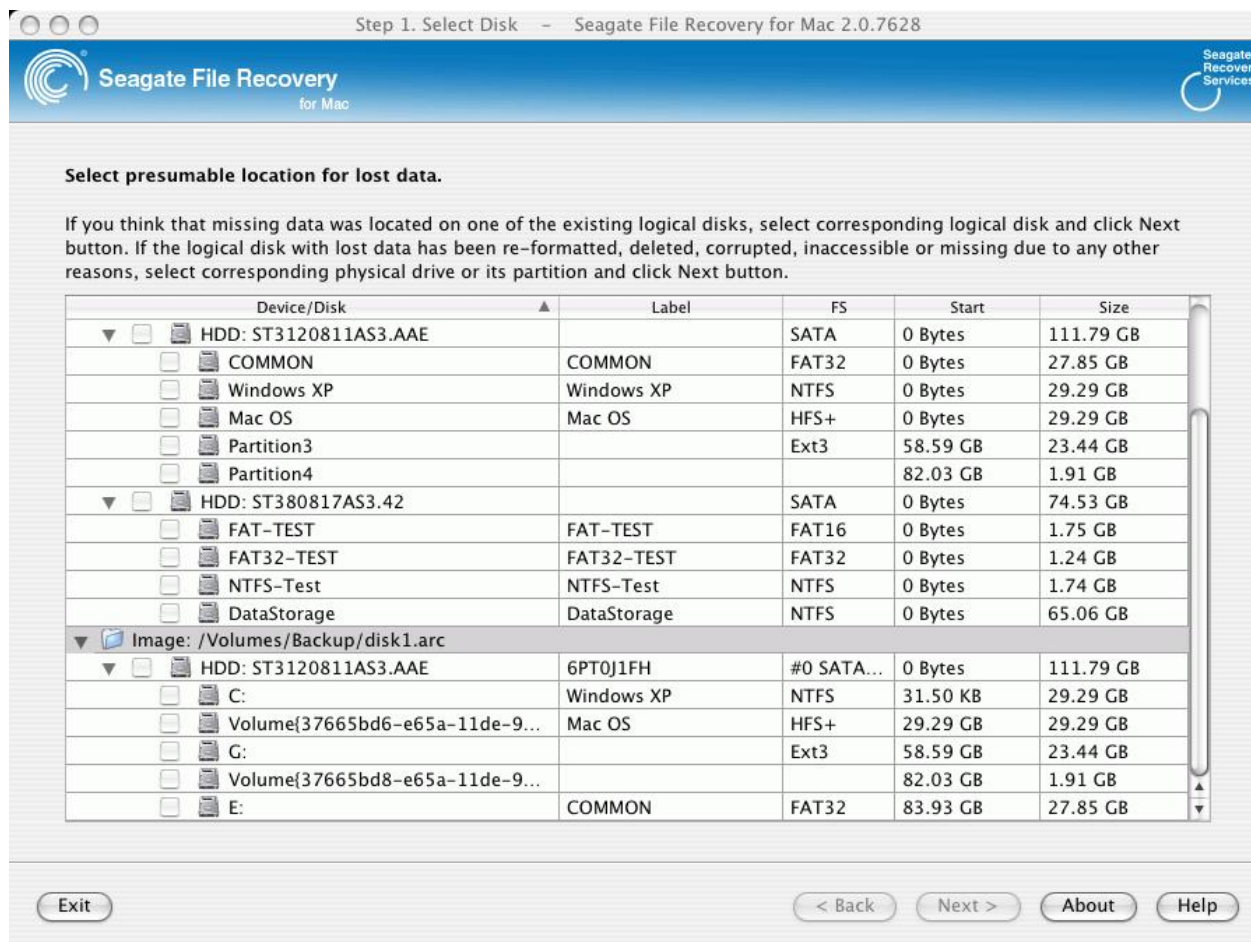 Step 1. Select Disk – Seagate File Recovery for Mac 2.0.7628
Seagate File Recovery
for Mac
Seagate
Recover
Services
Select presumable location for lost data.
If you think that missing data was located on one of the existing logical disks, select corresponding logical disk and click Next
button. If the logical disk with lost data has been re-formatted, deleted, corrupted, inaccessible or missing due to any other
reasons, select corresponding physical drive or its partition and click Next button.
Device/Disk Label FS Start Size
HDD: ST3120811AS3.AAE SATA 0 Bytes 111.79 GB
COMMON COMMON FAT32 0 Bytes 27.85 GB
Windows XP Windows XP NTFS 0 Bytes 29.29 GB
Mac OS Mac OS HFS+ 0 Bytes 29.29 GB
Partition3 Ext3 58.59 GB 23.44 GB
Partition4 82.03 GB 1.91 GB
HDD: ST380817AS3.42 SATA 0 Bytes 74.53 GB
FAT-TEST FAT-TEST FAT16 0 Bytes 1.75 GB
FAT32-TEST FAT32-TEST FAT32 0 Bytes 1.24 GB
NTFS-Test NTFS-Test NTFS 0 Bytes 1.74 GB
DataStorage DataStorage NTFS 0 Bytes 65.06 GB
Image: /Volumes/Backup/disk1.arc
HDD: ST3120811AS3.AAE 6PT0J1FH #0 SATA... 0 Bytes 111.79 GB
C: Windows XP NTFS 31.50 KB 29.29 GB
Volume{37665bd6-e65a-11de-9... Mac OS HFS+ 29.29 GB 29.29 GB
G: Ext3 58.59 GB 23.44 GB
Volume{37665bd8-e65a-11de-9... 82.03 GB 1.91 GB
E: COMMON FAT32 83.93 GB 27.85 GB
Exit < Back Next > About Help